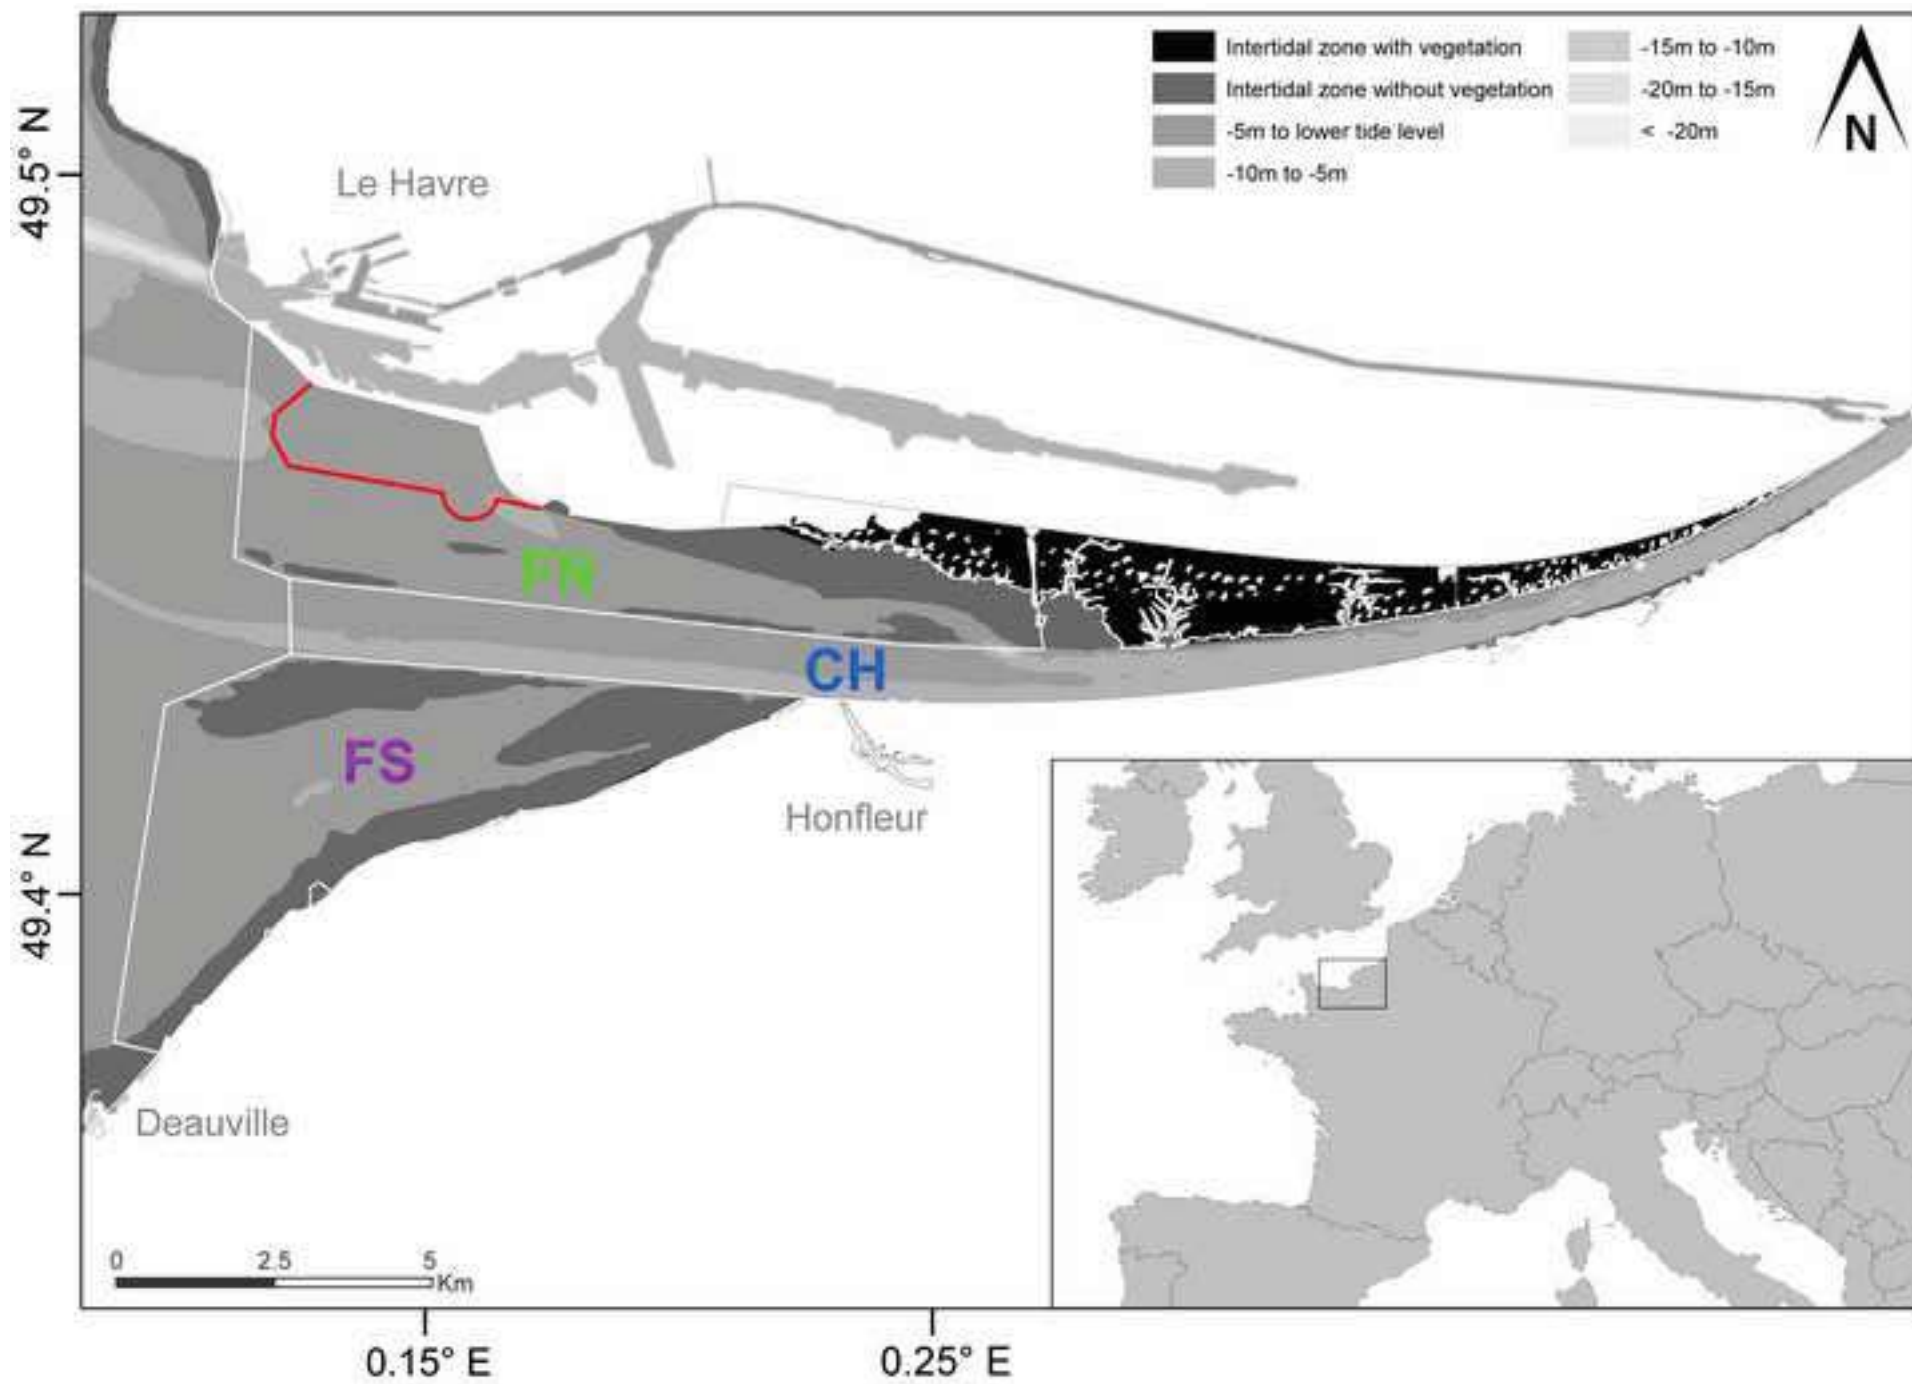 Intertidal zone with vegetation
Intertidal zone without vegetation
-5m to lower tide level
-10m to -5m
-15m to -10m
-20m to -15m
< -20m
N
49.5° N
Le Havre
FN
CH
FS
Honfleur
49.4° N
Deauville
0 2.5 5
Km
0.15° E
0.25° E